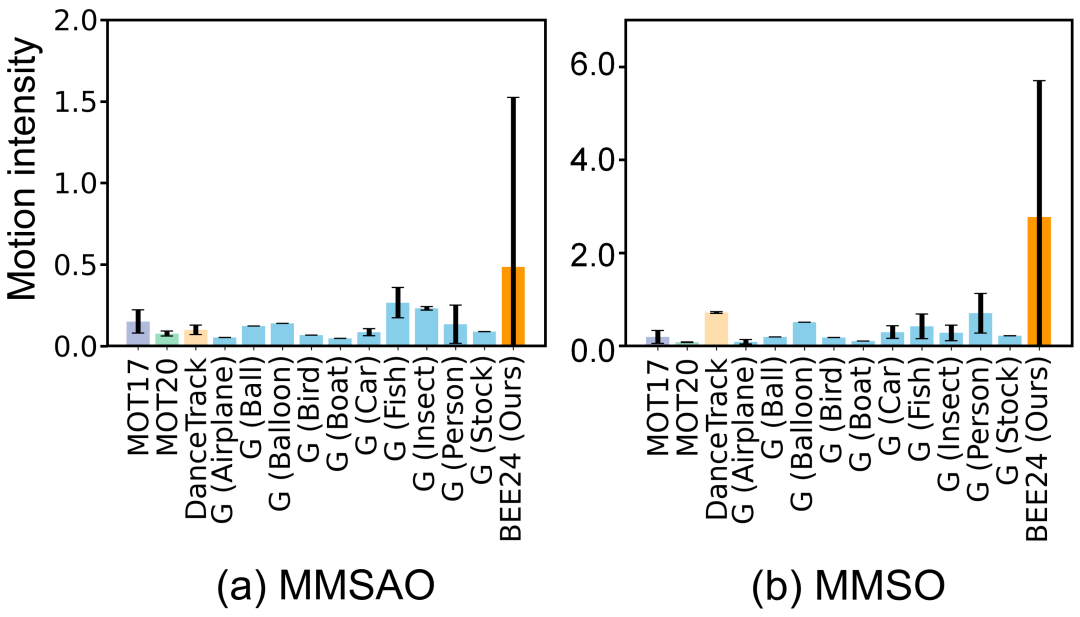 Motion intensity
2.0
1.5
1.0
0.5
0.0
MOT17
MOT20
DanceTrack
G (Airplane)
G (Ball)
G (Balloon)
G (Bird)
G (Boat)
G (Car)
G (Fish)
G (Insect)
G (Person)
G (Stock)
BEE24 (Ours)
(a) MMSAO
6.0
4.0
2.0
0.0
MOT17
MOT20
DanceTrack
G (Airplane)
G (Ball)
G (Balloon)
G (Bird)
G (Boat)
G (Car)
G (Fish)
G (Insect)
G (Person)
G (Stock)
BEE24 (Ours)
(b) MMSO